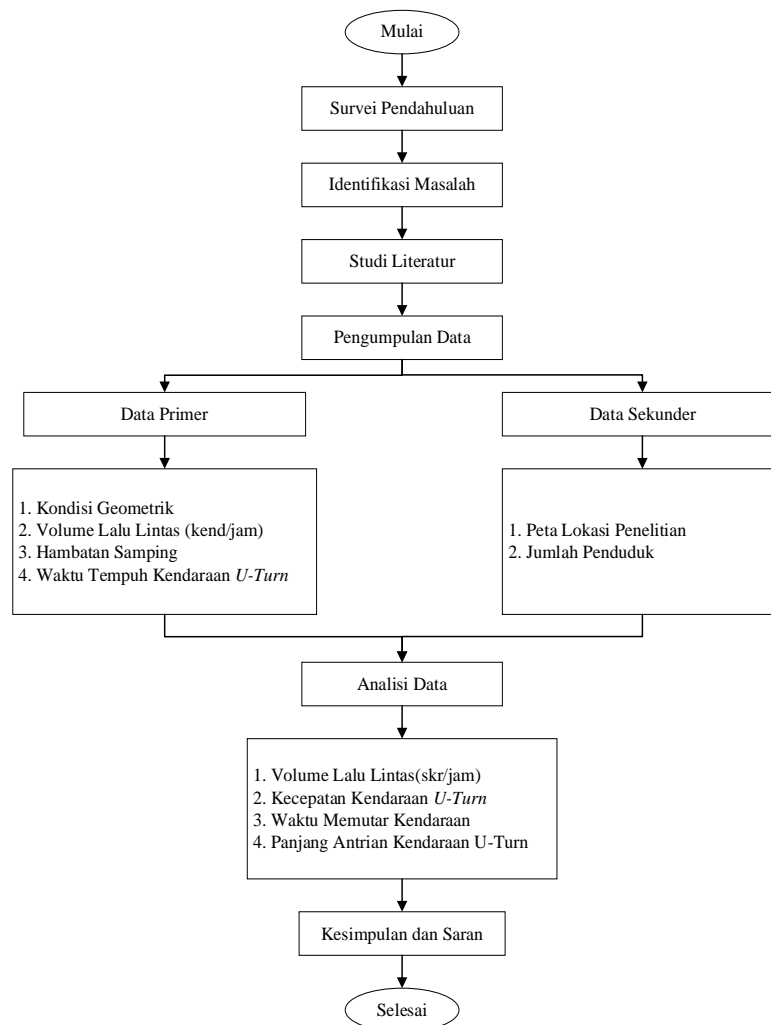 Mulai
Survei Pendahuluan
Identifikasi Masalah
Studi Literatur
Pengumpulan Data
Data Primer
Data Sekunder
1. Kondisi Geometrik
2. Volume Lalu Lintas (kend/jam)
3. Hambatan Samping
4. Waktu Tempuh Kendaraan U-Turn
1. Peta Lokasi Penelitian
2. Jumlah Penduduk
Analisi Data
1. Volume Lalu Lintas(skr/jam)
2. Kecepatan Kendaraan U-Turn
3. Waktu Memutar Kendaraan
4. Panjang Antrian Kendaraan U-Turn
Kesimpulan dan Saran
Selesai